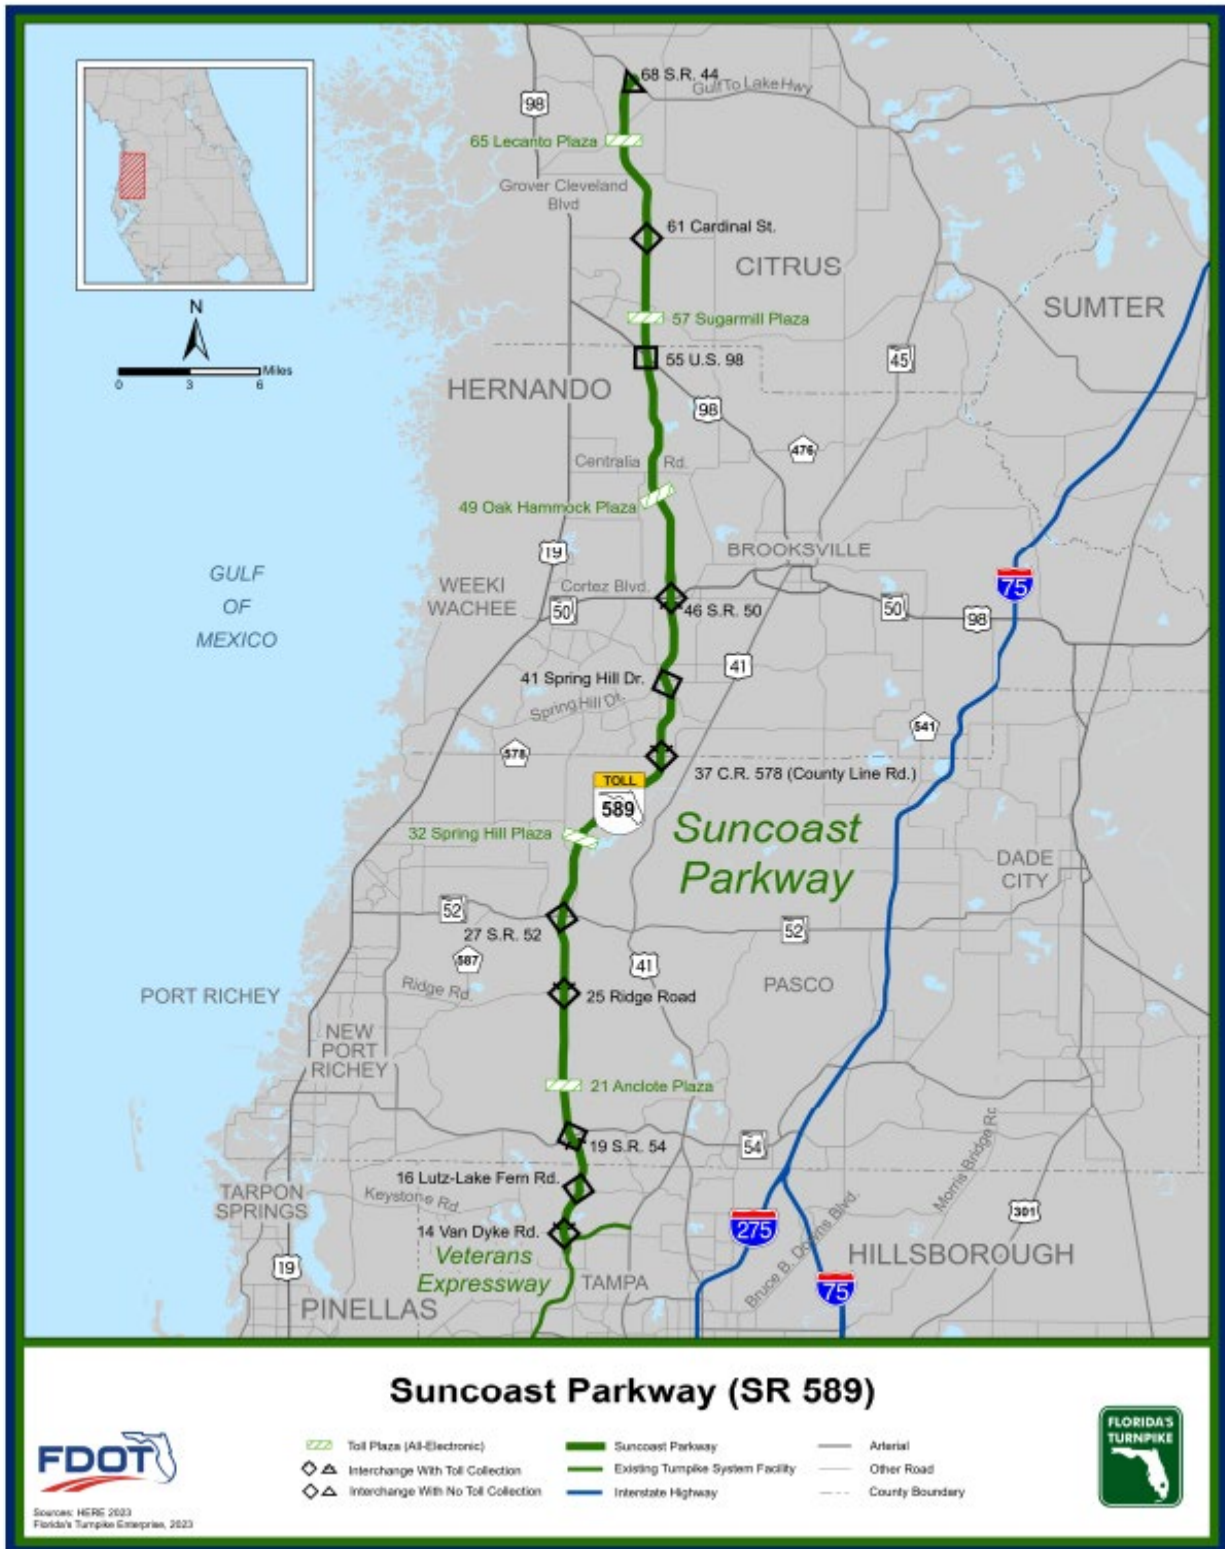 68 S.R. 44
Gulf To Lake Hwy
98
65 Lecanto Plaza
Grover Cleveland
Blvd
61 Cardinal St.
CITRUS
SUMTER
N
Miles
0 3 6
57 Sugarmill Plaza
55 U.S. 98
45
HERNANDO
98
476
Centralia Rd.
49 Oak Hammock Plaza
19
BROOKSVILLE
GULF
OF
MEXICO
75
WEEKI
WACHEE
Cortez Blvd.
50
46 S.R. 50
50
98
41
41 Spring Hill Dr.
Spring Hill Dr.
541
578
37 C.R. 578 (County Line Rd.)
TOLL
589
32 Spring Hill Plaza
Suncoast
Parkway
DADE
CITY
52
27 S.R. 52
52
587
41
Ridge Rd.
25 Ridge Road
PASCO
PORT RICHEY
NEW
PORT
RICHEY
21 Anclote Plaza
19 S.R. 54
54
Morris Bridge Rd
16 Lutz-Lake Fern Rd.
TARPON
SPRINGS
Keystone Rd.
301
14 Van Dyke Rd.
275
Veterans
Expressway
Bruce B. Downs Blvd.
HILLSBOROUGH
19
TAMPA
75
PINELLAS
Suncoast Parkway (SR 589)
FDOT
Toll Plaza (All-Electronic)
Interchange With Toll Collection
Interchange With No Toll Collection
Suncoast Parkway
Existing Turnpike System Facility
Interstate Highway
Arterial
Other Road
County Boundary
FLORIDA'S
TURNPIKE
Sources: HERE 2023
Florida's Turnpike Enterprise, 2023